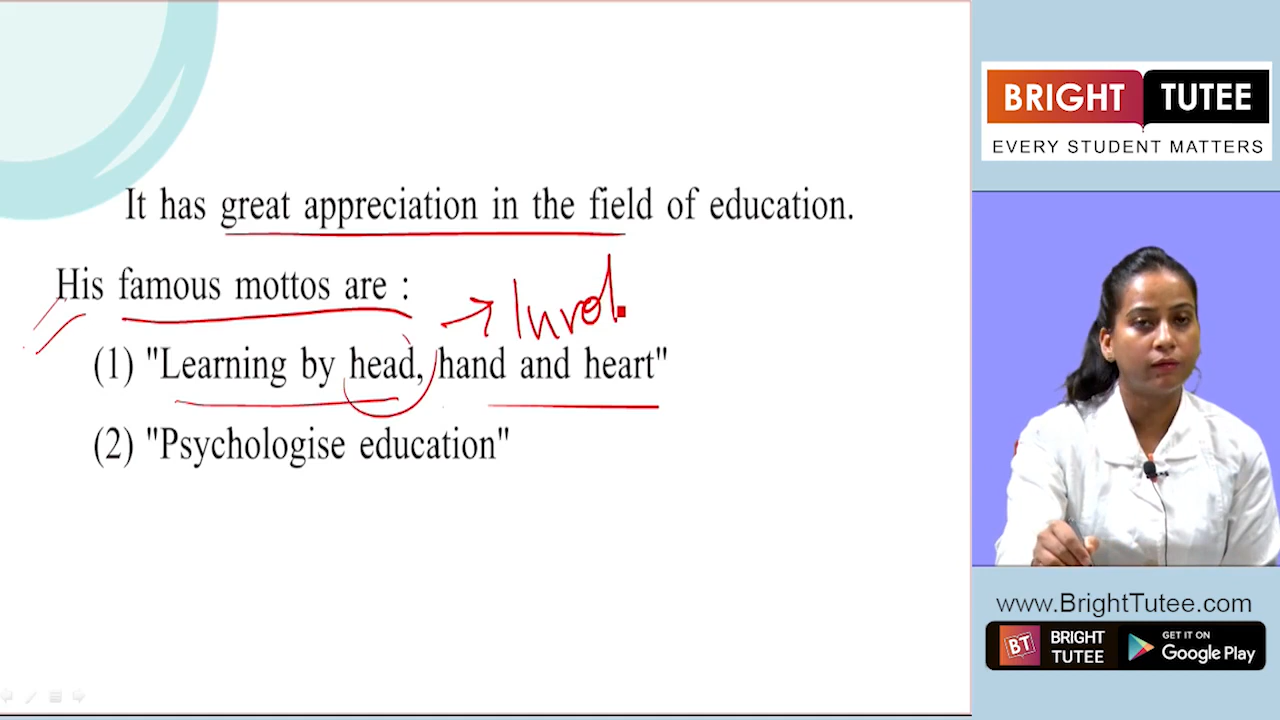 It has great appreciation in the field of education.
His famous mottos are :
(1) "Learning by head, hand and heart"
(2) "Psychologise education"
BRIGHT TUTEE
EVERY STUDENT MATTERS
www.BrightTutee.com
BT BRIGHT TUTEE
GET IT ON Google Play